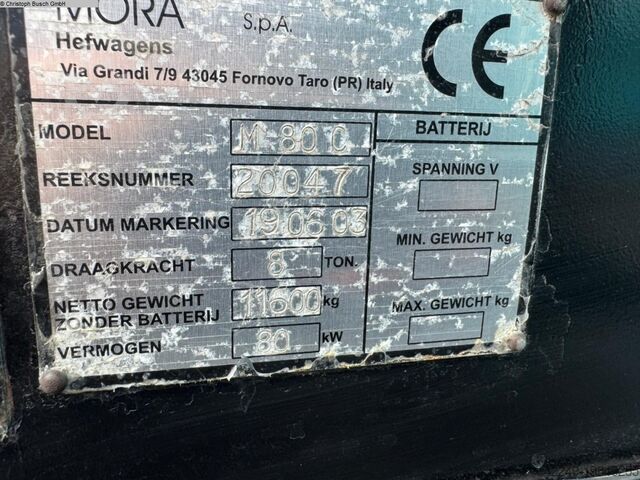 © Christoph Busch GmbH
MORA S.p.A.
Hefwagens
Via Grandi 7/9 43045 Fornovo Taro (PR) Italy
CE
MODEL M 80 C
REEKSNUMMER 20047
DATUM MARKERING 19 06 03
DRAAGKRACHT 8 TON.
NETTO GEWICHT ZONDER BATTERIJ 11600 kg
VERMOGEN 80 kW
BATTERIJ
SPANNING V
MIN. GEWICHT kg
MAX. GEWICHT kg